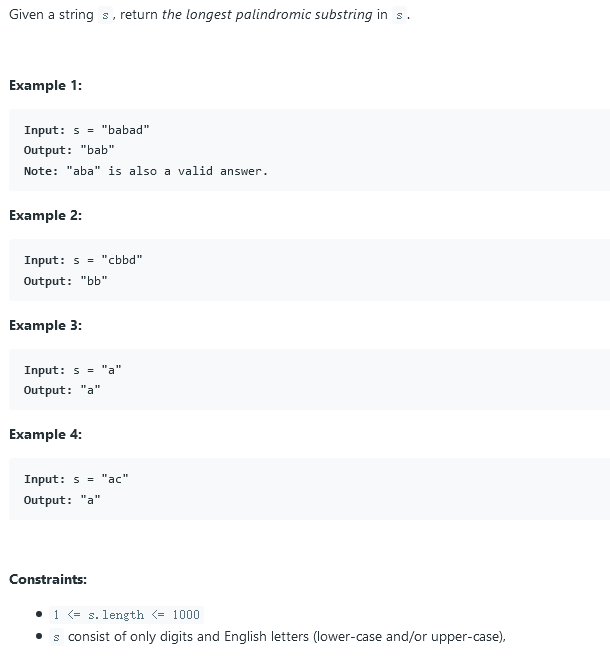 Given a string s, return the longest palindromic substring in s.
Example 1:
Input: s = "babad"
Output: "bab"
Note: "aba" is also a valid answer.
Example 2:
Input: s = "cbbd"
Output: "bb"
Example 3:
Input: s = "a"
Output: "a"
Example 4:
Input: s = "ac"
Output: "a"
Constraints:
• 1 <= s.length <= 1000
• s consist of only digits and English letters (lower-case and/or upper-case),